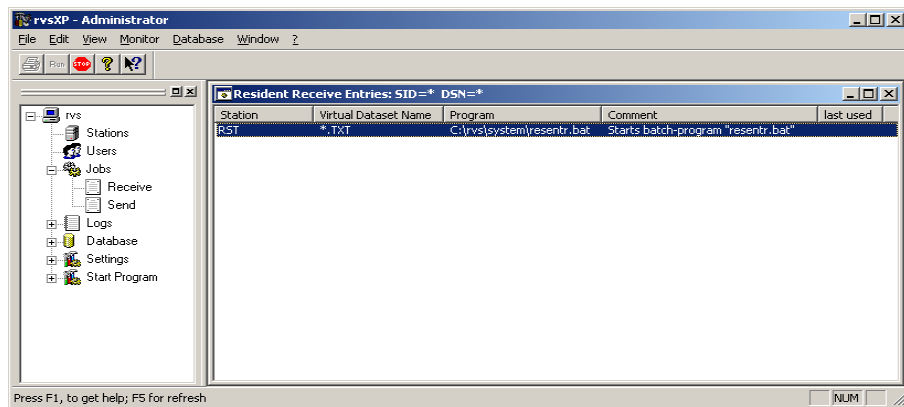 rvsXP - Administrator
File Edit View Monitor Database Window ?
Run STOP ? ?
Resident Receive Entries: SID=* DSN=*
Station Virtual Dataset Name Program Comment last used
RST *.TXT C:\rvs\system\resentr.bat Starts batch-program "resentr.bat"
rvs
Stations
Users
Jobs
Receive
Send
Logs
Database
Settings
Start Program
Press F1, to get help; F5 for refresh
NUM